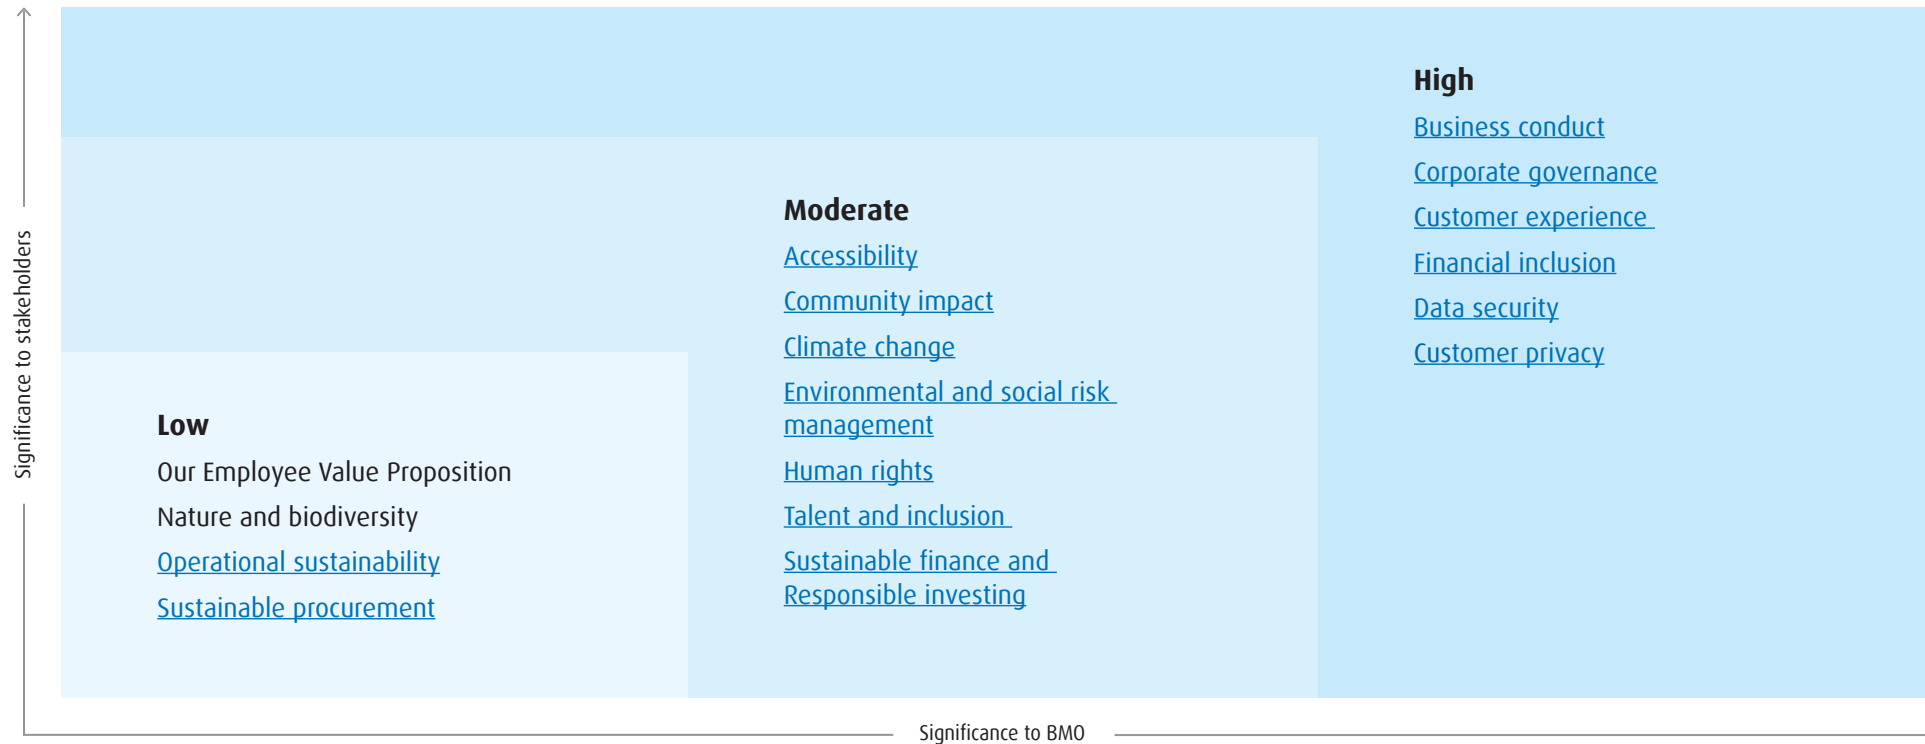 Significance to stakeholders
High
Business conduct
Corporate governance
Customer experience
Financial inclusion
Data security
Customer privacy
Moderate
Accessibility
Community impact
Climate change
Environmental and social risk
management
Human rights
Talent and inclusion
Sustainable finance and
Responsible investing
Low
Our Employee Value Proposition
Nature and biodiversity
Operational sustainability
Sustainable procurement
Significance to BMO